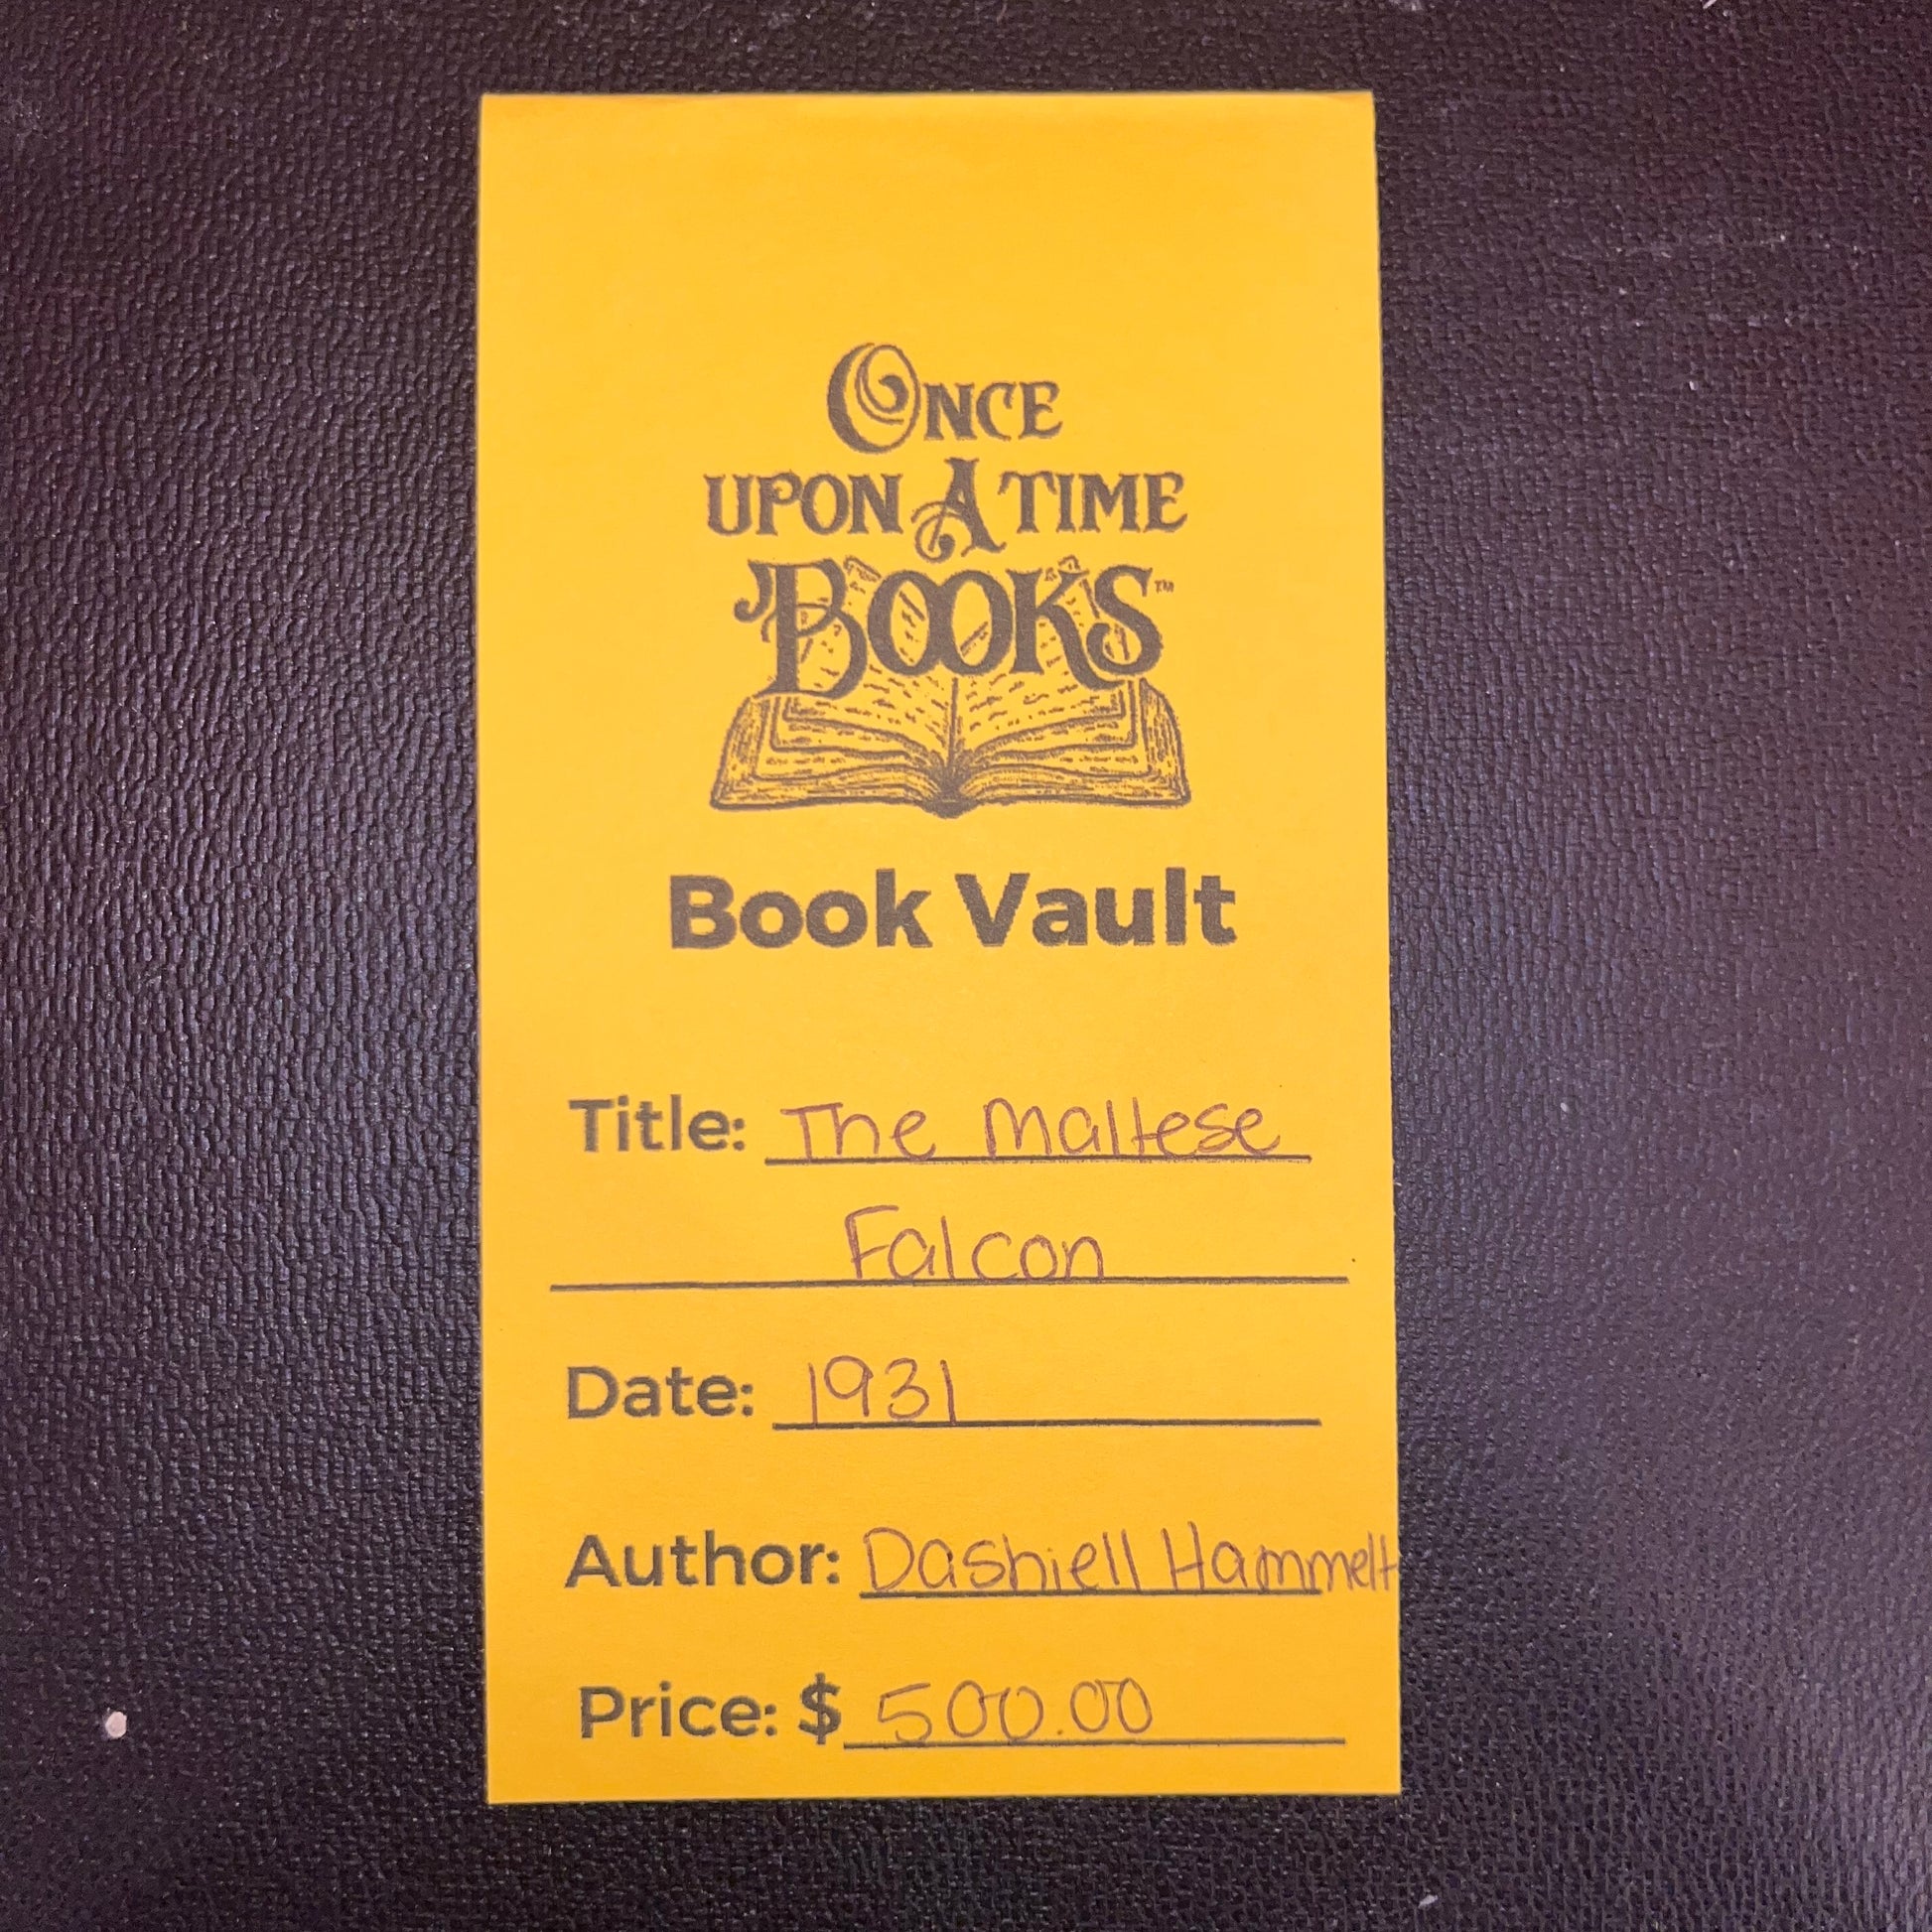 ONCE
UPON A TIME
BOOKS™
Book Vault
Title: The Maltese
Falcon
Date: 1931
Author: Dashiell Hammett
Price: $ 500.00